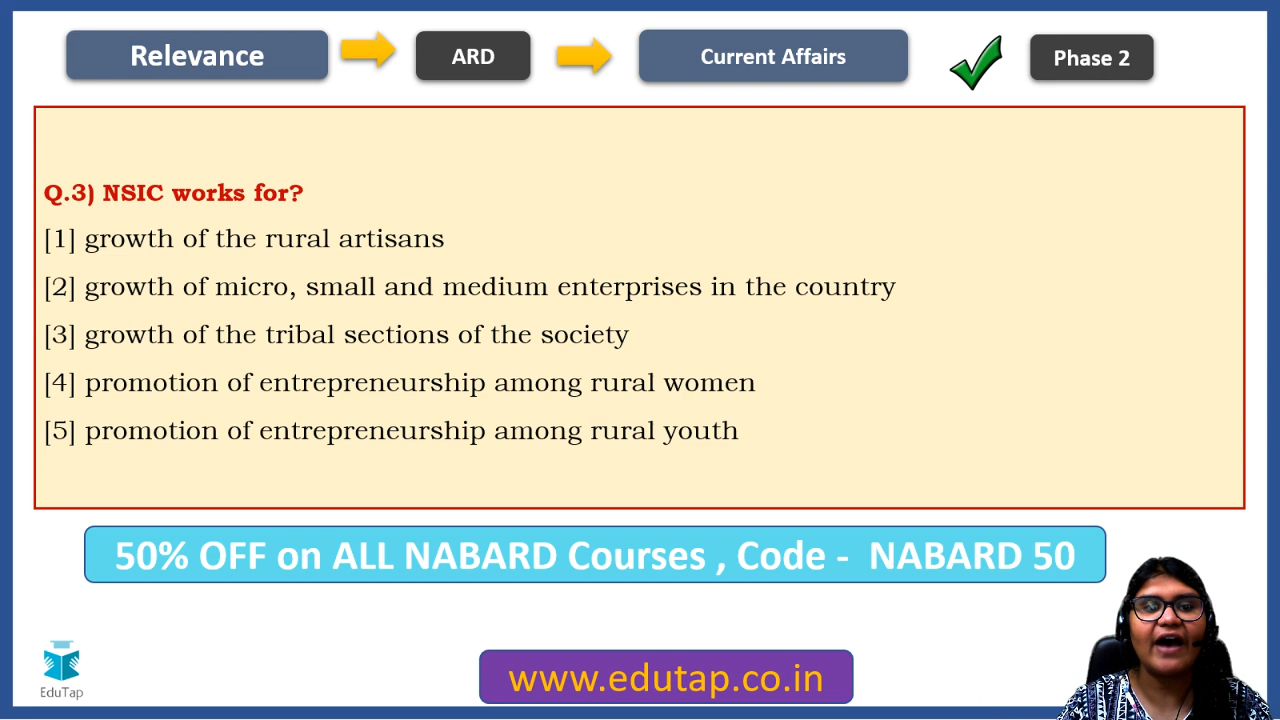 Relevance
ARD
Current Affairs
Phase 2
Q.3) NSIC works for?
[1] growth of the rural artisans
[2] growth of micro, small and medium enterprises in the country
[3] growth of the tribal sections of the society
[4] promotion of entrepreneurship among rural women
[5] promotion of entrepreneurship among rural youth
50% OFF on ALL NABARD Courses , Code - NABARD 50
EduTap
www.edutap.co.in